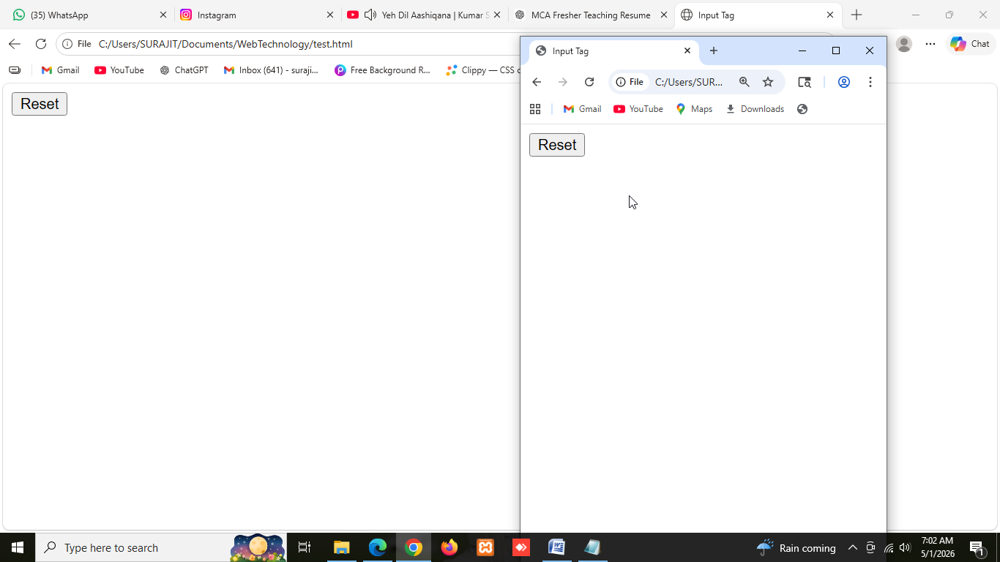 (35) WhatsApp
Instagram
Yeh Dil Aashiqana | Kumar S
MCA Fresher Teaching Resume
Input Tag
File C:/Users/SURAJIT/Documents/WebTechnology/test.html
Chat
Gmail
YouTube
ChatGPT
Inbox (641) - suraji...
Free Background R...
Clippy — CSS c
Reset
Input Tag
File C:/Users/SUR...
Gmail
YouTube
Maps
Downloads
Reset
Type here to search
Rain coming
7:02 AM
5/1/2026
1